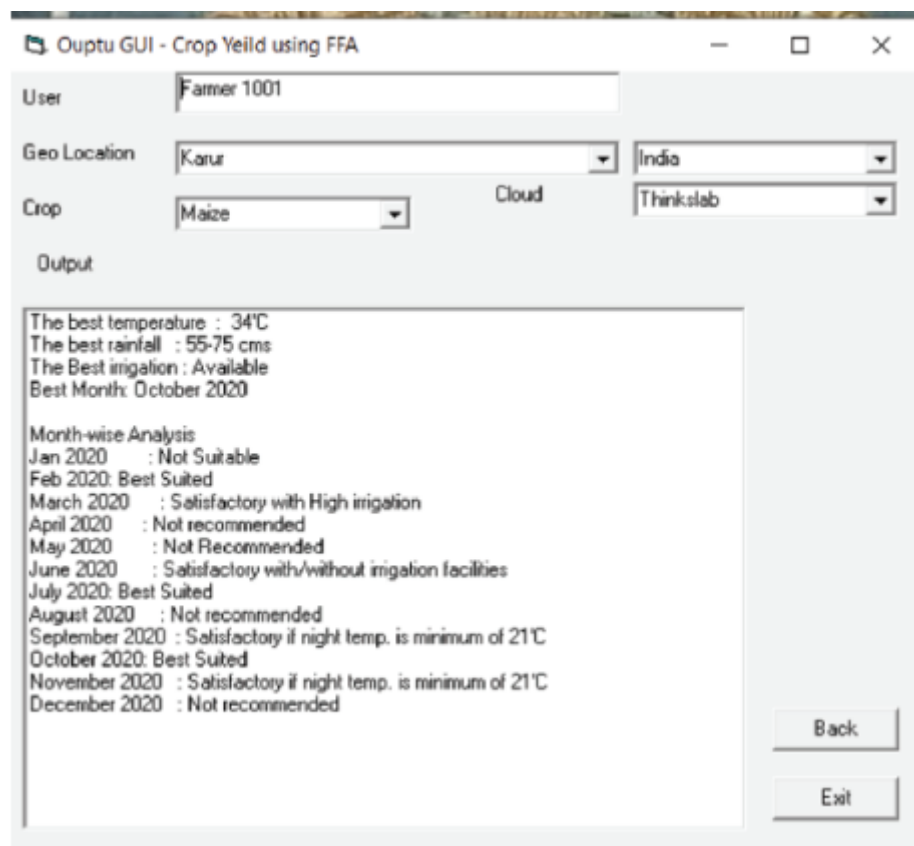 Ouptu GUI - Crop Yeild using FFA
User Farmer 1001
Geo Location Karur India
Crop Maize Cloud Thinkslab
Output
The best temperature : 34'C
The best rainfall : 55-75 cms
The Best irrigation : Available
Best Month: October 2020
Month-wise Analysis
Jan 2020 : Not Suitable
Feb 2020: Best Suited
March 2020 : Satisfactory with High irrigation
April 2020 : Not recommended
May 2020 : Not Recommended
June 2020 : Satisfactory with/without irrigation facilities
July 2020: Best Suited
August 2020 : Not recommended
September 2020 : Satisfactory if night temp. is minimum of 21'C
October 2020: Best Suited
November 2020 : Satisfactory if night temp. is minimum of 21'C
December 2020 : Not recommended
Back
Exit